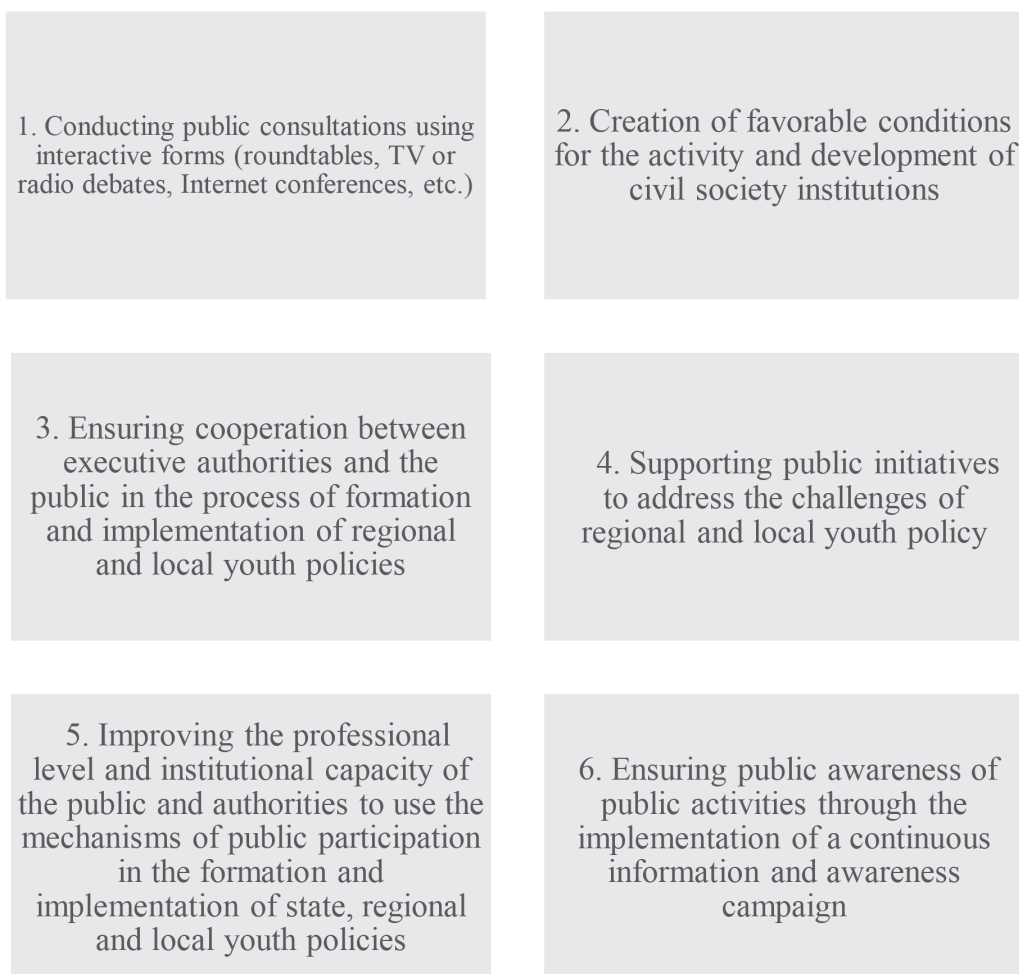 1. Conducting public consultations using
interactive forms (roundtables, TV or
radio debates, Internet conferences, etc.)
2. Creation of favorable conditions
for the activity and development of
civil society institutions
3. Ensuring cooperation between
executive authorities and the
public in the process of formation
and implementation of regional
and local youth policies
4. Supporting public initiatives
to address the challenges of
regional and local youth policy
5. Improving the professional
level and institutional capacity of
the public and authorities to use the
mechanisms of public participation
in the formation and
implementation of state, regional
and local youth policies
6. Ensuring public awareness of
public activities through the
implementation of a continuous
information and awareness
campaign